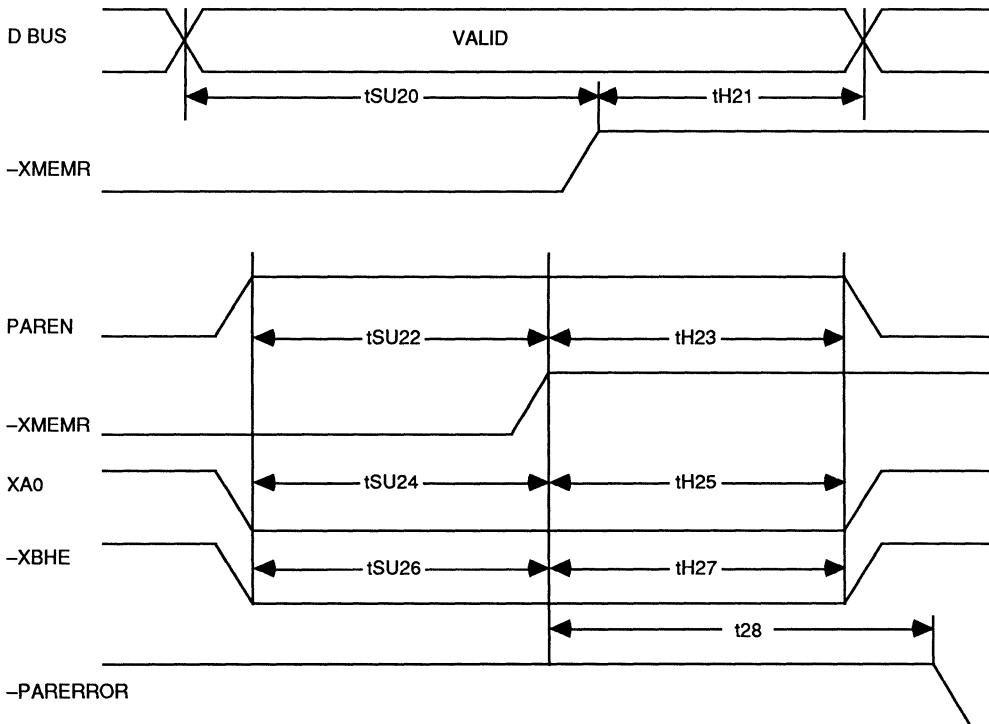 D BUS
VALID
tSU20
tH21
–XMEMR
PAREN
tSU22
tH23
–XMEMR
XA0
tSU24
tH25
–XBHE
tSU26
tH27
t28
–PARERROR